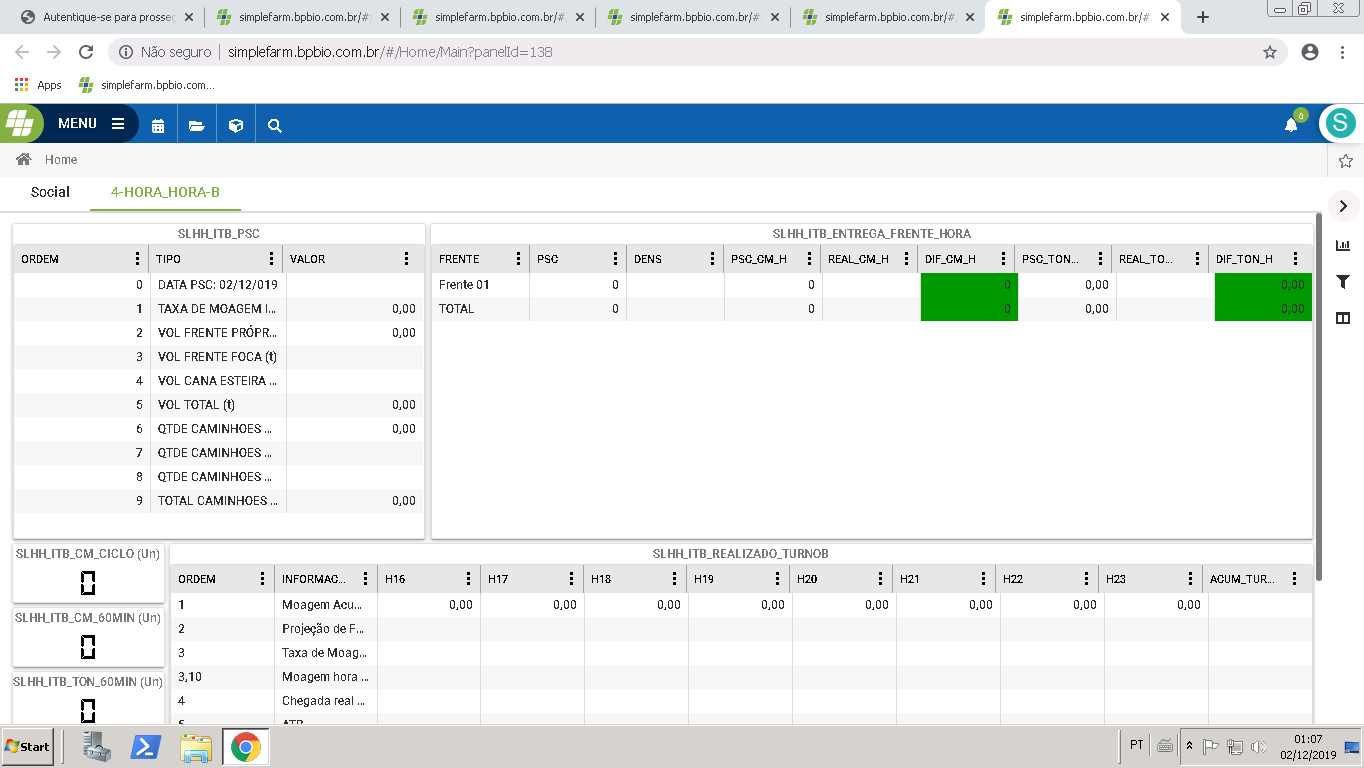 Autentique-se para prosseg
simplefarm.bpbio.com.br/#/
simplefarm.bpbio.com.br/#
simplefarm.bpbio.com.br/#
simplefarm.bpbio.com.br/#
simplefarm.bpbio.com.br/#
Não seguro | simplefarm.bpbio.com.br/#/Home/Main?panelId=138
Apps simplefarm.bpbio.com...
MENU
0
S
Home
Social 4-HORA_HORA-B
SLHH_ITB_PSC
ORDEM TIPO VALOR
0 DATA PSC: 02/12/019
1 TAXA DE MOAGEM I... 0,00
2 VOL FRENTE PRÓPR... 0,00
3 VOL FRENTE FOCA (t)
4 VOL CANA ESTEIRA ...
5 VOL TOTAL (t) 0,00
6 QTDE CAMINHOES ... 0,00
7 QTDE CAMINHOES ...
8 QTDE CAMINHOES ...
9 TOTAL CAMINHOES ... 0,00
SLHH_ITB_ENTREGA_FRENTE_HORA
FRENTE PSC DENS PSC_CM_H REAL_CM_H DIF_CM_H PSC_TON... REAL_TO... DIF_TON_H
Frente 01 0 0 0 0,00 0,00
TOTAL 0 0 0 0,00 0,00
SLHH_ITB_CM_CICLO (Un)
0
SLHH_ITB_CM_60MIN (Un)
0
SLHH_ITB_TON_60MIN (Un)
0
SLHH_ITB_REALIZADO_TURNOB
ORDEM INFORMAC... H16 H17 H18 H19 H20 H21 H22 H23 ACUM_TUR...
1 Moagem Acu... 0,00 0,00 0,00 0,00 0,00 0,00 0,00 0,00
2 Projeção de F...
3 Taxa de Moag...
3,10 Moagem hora ...
4 Chegada real ...
Start
PT
01:07
02/12/2019